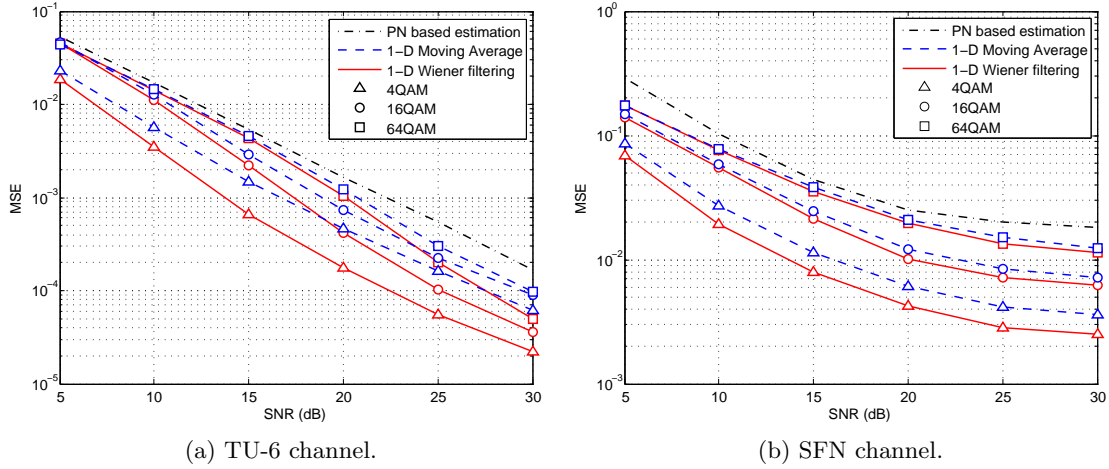 10⁻¹
10⁻²
10⁻³
10⁻⁴
10⁻⁵
MSE
5 10 15 20 25 30
SNR (dB)
PN based estimation
1−D Moving Average
1−D Wiener filtering
4QAM
16QAM
64QAM
(a) TU-6 channel.
10⁰
10⁻¹
10⁻²
10⁻³
MSE
5 10 15 20 25 30
SNR (dB)
PN based estimation
1−D Moving Average
1−D Wiener filtering
4QAM
16QAM
64QAM
(b) SFN channel.